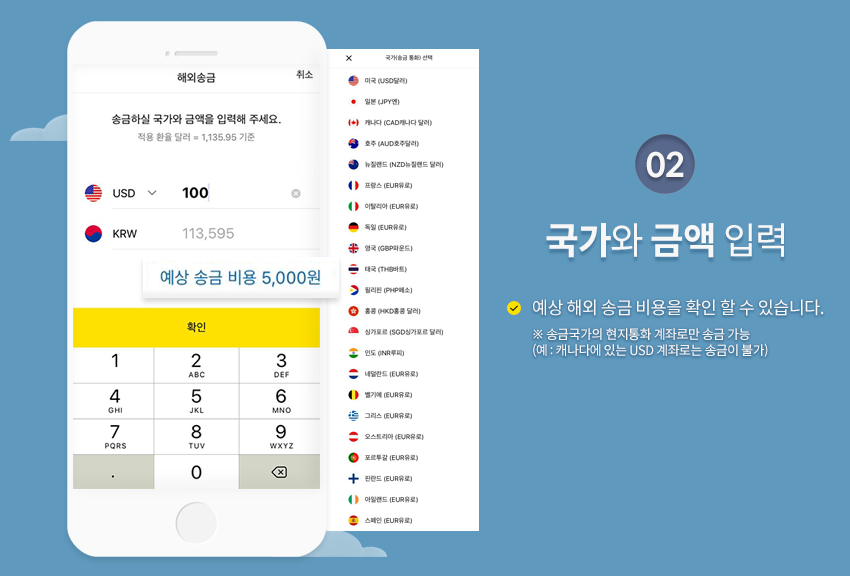 해외송금
취소
송금하실 국가와 금액을 입력해 주세요.
적용 환율 달러 = 1,135.95 기준
USD 100
KRW 113,595
예상 송금 비용 5,000원
확인
1 2 3
ABC DEF
4 5 6
GHI JKL MNO
7 8 9
PQRS TUV WXYZ
. 0
국가(송금 통화) 선택
미국 (USD달러)
일본 (JPY엔)
캐나다 (CAD캐나다 달러)
호주 (AUD호주달러)
뉴질랜드 (NZD뉴질랜드 달러)
프랑스 (EUR유로)
이탈리아 (EUR유로)
독일 (EUR유로)
영국 (GBP파운드)
태국 (THB바트)
필리핀 (PHP페소)
홍콩 (HKD홍콩 달러)
싱가포르 (SGD싱가포르 달러)
인도 (INR루피)
네덜란드 (EUR유로)
벨기에 (EUR유로)
그리스 (EUR유로)
오스트리아 (EUR유로)
포르투갈 (EUR유로)
핀란드 (EUR유로)
아일랜드 (EUR유로)
스페인 (EUR유로)
02
국가와 금액 입력
예상 해외 송금 비용을 확인 할 수 있습니다.
※ 송금국가의 현지통화 계좌로만 송금 가능
(예 : 캐나다에 있는 USD 계좌로는 송금이 불가)